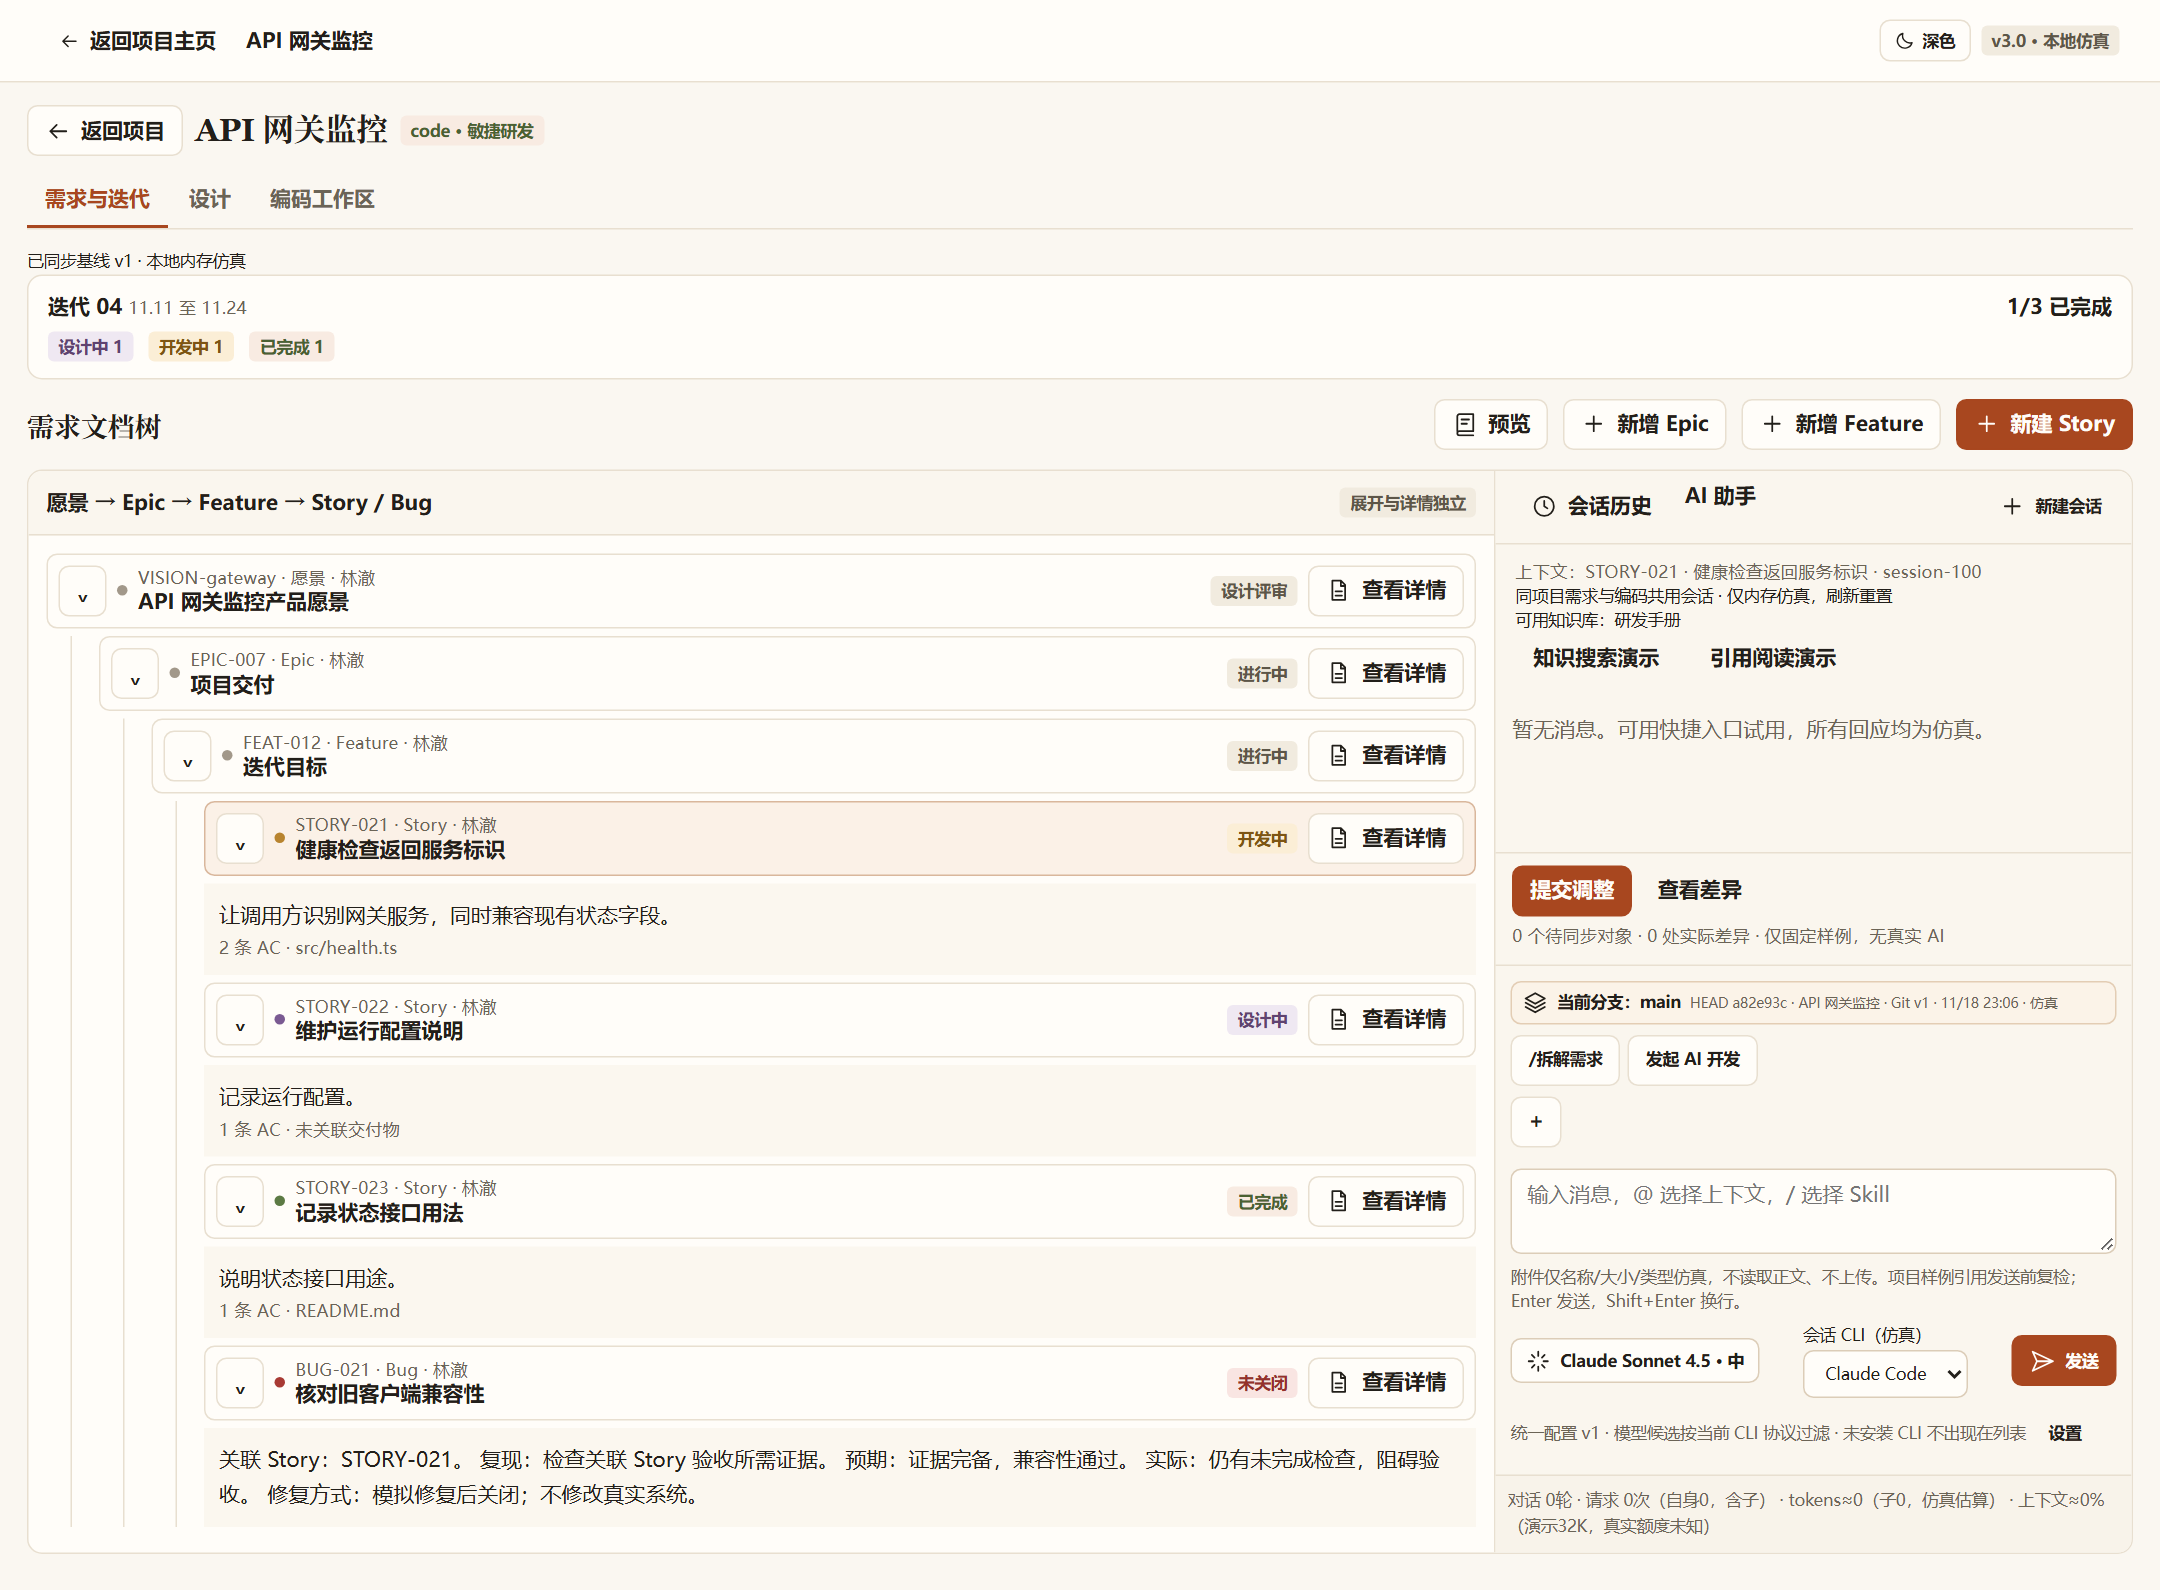 返回项目主页 API 网关监控
深色 v3.0 • 本地仿真
返回项目 API 网关监控 code • 敏捷研发
需求与迭代 设计 编码工作区
已同步基线 v1 · 本地内存仿真
迭代 04 11.11 至 11.24 1/3 已完成
设计中 1 开发中 1 已完成 1
需求文档树
预览 + 新增 Epic + 新增 Feature + 新建 Story
愿景 → Epic → Feature → Story / Bug 展开与详情独立
VISION-gateway · 愿景 · 林澈
API 网关监控产品愿景
设计评审 查看详情
EPIC-007 · Epic · 林澈
项目交付
进行中 查看详情
FEAT-012 · Feature · 林澈
迭代目标
进行中 查看详情
STORY-021 · Story · 林澈
健康检查返回服务标识
开发中 查看详情
让调用方识别网关服务，同时兼容现有状态字段。
2 条 AC · src/health.ts
STORY-022 · Story · 林澈
维护运行配置说明
设计中 查看详情
记录运行配置。
1 条 AC · 未关联交付物
STORY-023 · Story · 林澈
记录状态接口用法
已完成 查看详情
说明状态接口用途。
1 条 AC · README.md
BUG-021 · Bug · 林澈
核对旧客户端兼容性
未关闭 查看详情
关联 Story：STORY-021。 复现：检查关联 Story 验收所需证据。 预期：证据完备，兼容性通过。 实际：仍有未完成检查，阻碍验
收。 修复方式：模拟修复后关闭；不修改真实系统。
会话历史 AI 助手 + 新建会话
上下文：STORY-021 · 健康检查返回服务标识 · session-100
同项目需求与编码共用会话 · 仅内存仿真，刷新重置
可用知识库：研发手册
知识搜索演示 引用阅读演示
暂无消息。可用快捷入口试用，所有回应均为仿真。
提交调整 查看差异
0 个待同步对象 · 0 处实际差异 · 仅固定样例，无真实 AI
当前分支：main HEAD a82e93c · API 网关监控 · Git v1 · 11/18 23:06 · 仿真
/拆解需求 发起 AI 开发
+
输入消息，@ 选择上下文，/ 选择 Skill
附件仅名称/大小/类型仿真，不读取正文、不上传。项目样例引用发送前复检；
Enter 发送，Shift+Enter 换行。
会话 CLI（仿真）
Claude Sonnet 4.5 • 中 Claude Code 发送
统一配置 v1 · 模型候选按当前 CLI 协议过滤 · 未安装 CLI 不出现在列表 设置
对话 0轮 · 请求 0次（自身0，含子） · tokens≈0（子0，仿真估算） · 上下文≈0%
（演示32K，真实额度未知）